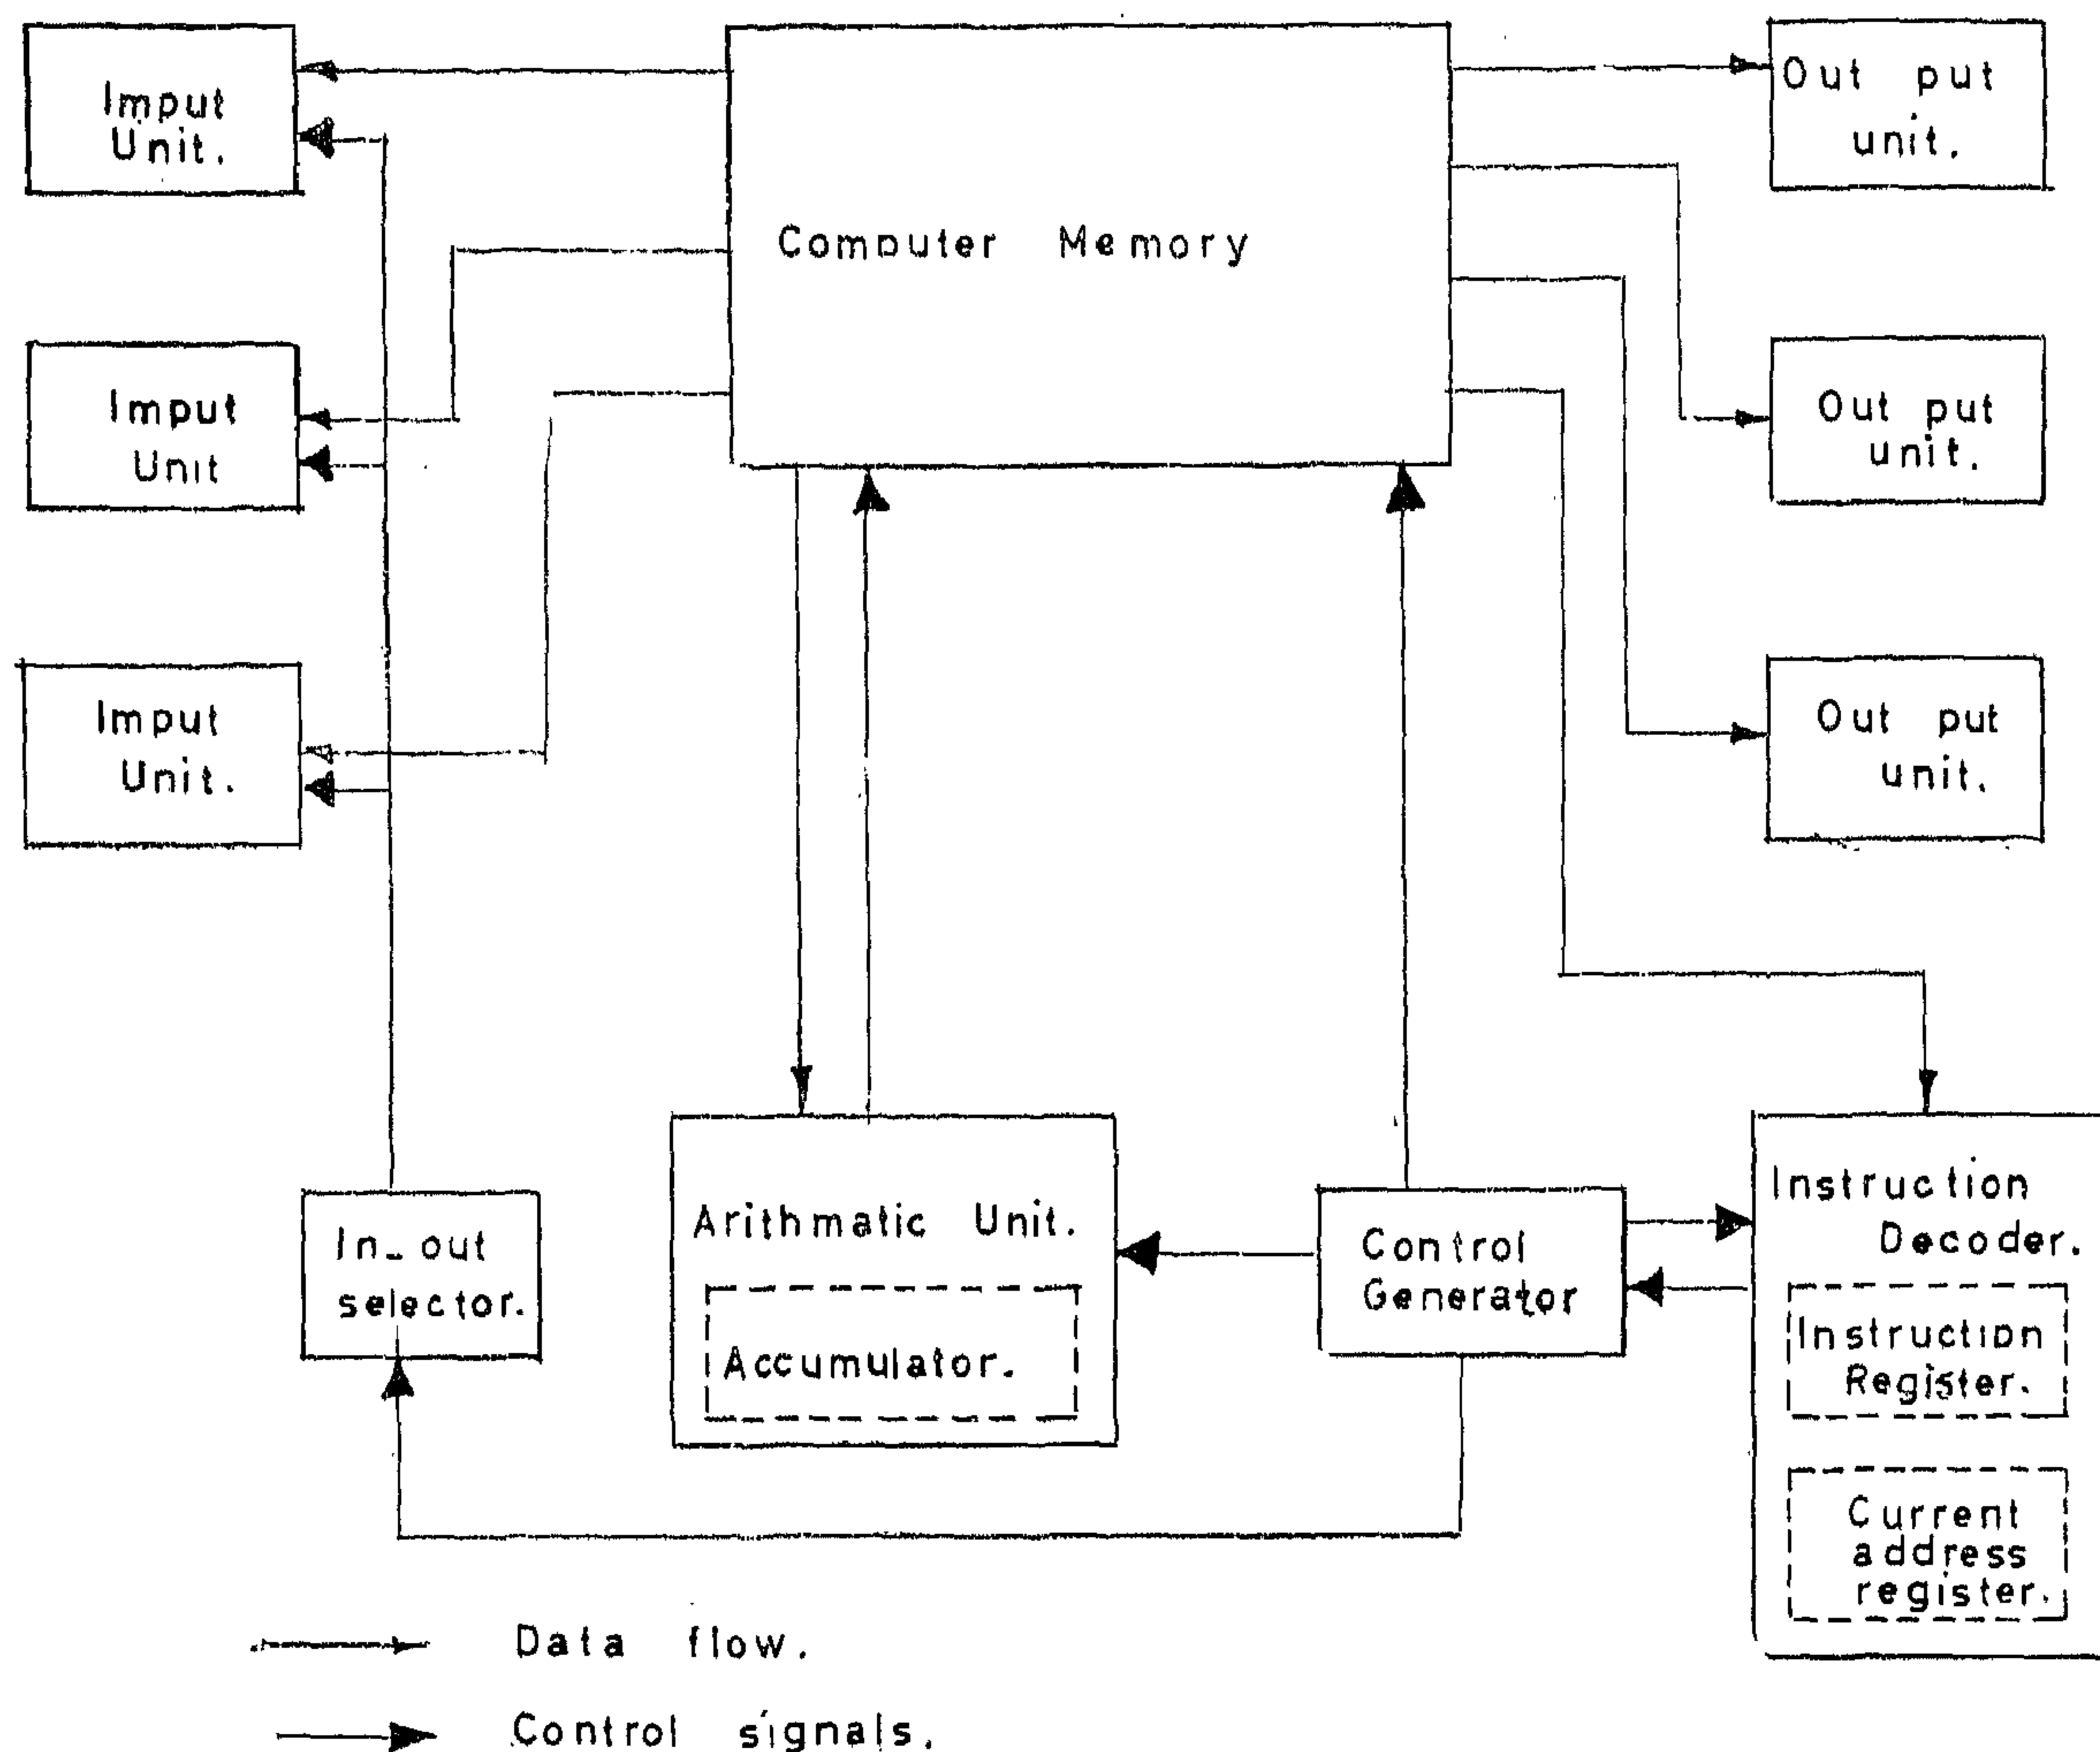 Imput
Unit.
Computer Memory
Out put
unit.
Imput
Unit
Out put
unit.
Imput
Unit.
Out put
unit.
In_out
selector.
Arithmatic Unit.
Accumulator.
Control
Generator
Instruction
Decoder.
Instruction
Register.
Current
address
register.
Data flow.
Control signals.